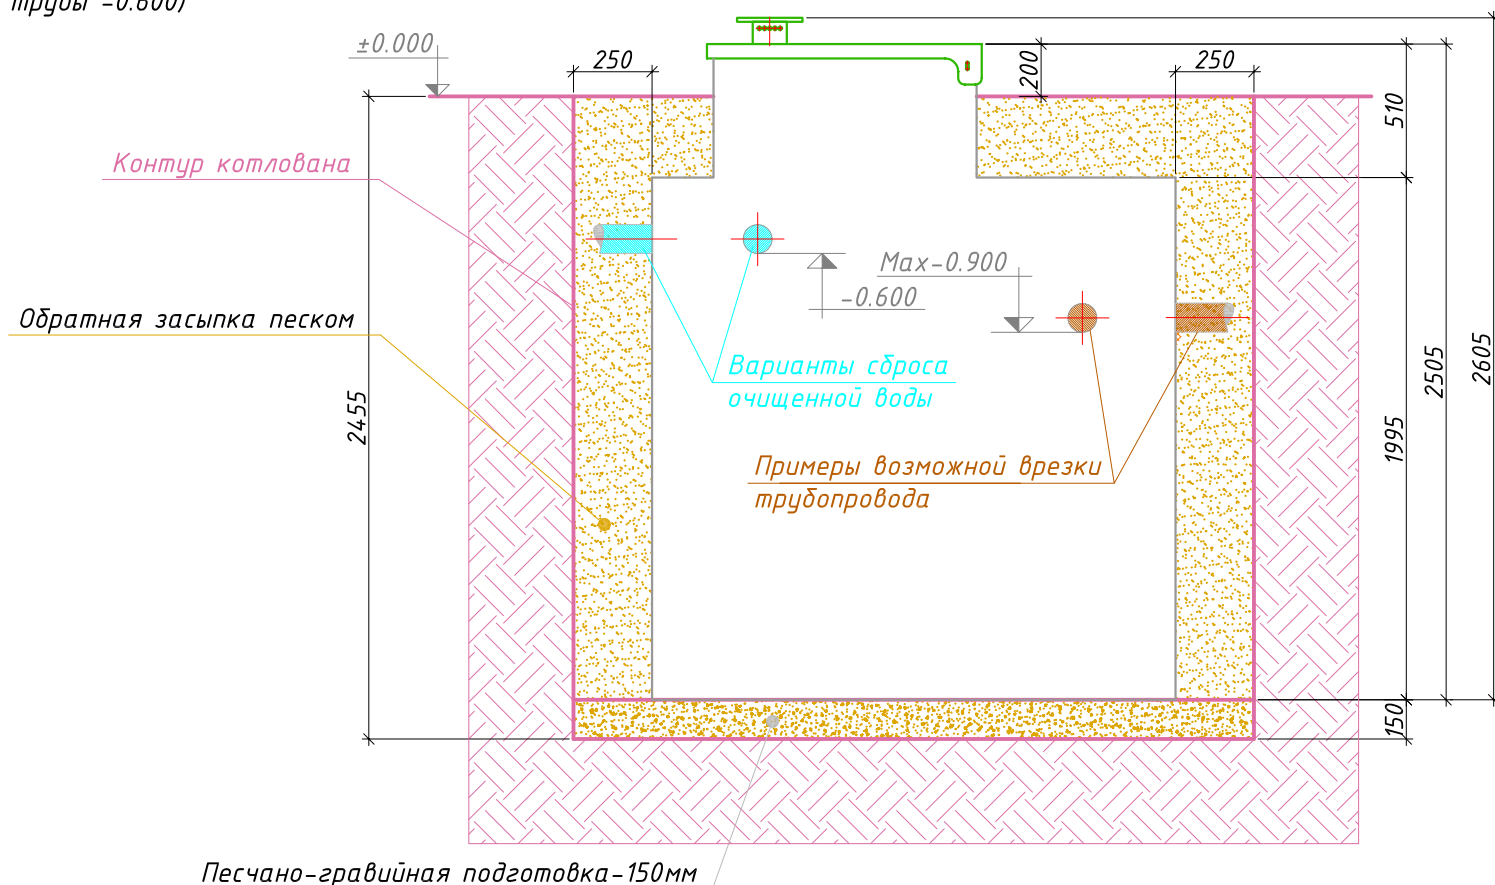 трубы -0.600)
±0.000
250
250
200
510
Контур котлована
Max-0.900
-0.600
Обратная засыпка песком
2605
2505
Варианты сброса
очищенной воды
2455
1995
Примеры возможной врезки
трубопровода
150
Песчано-гравийная подготовка-150мм